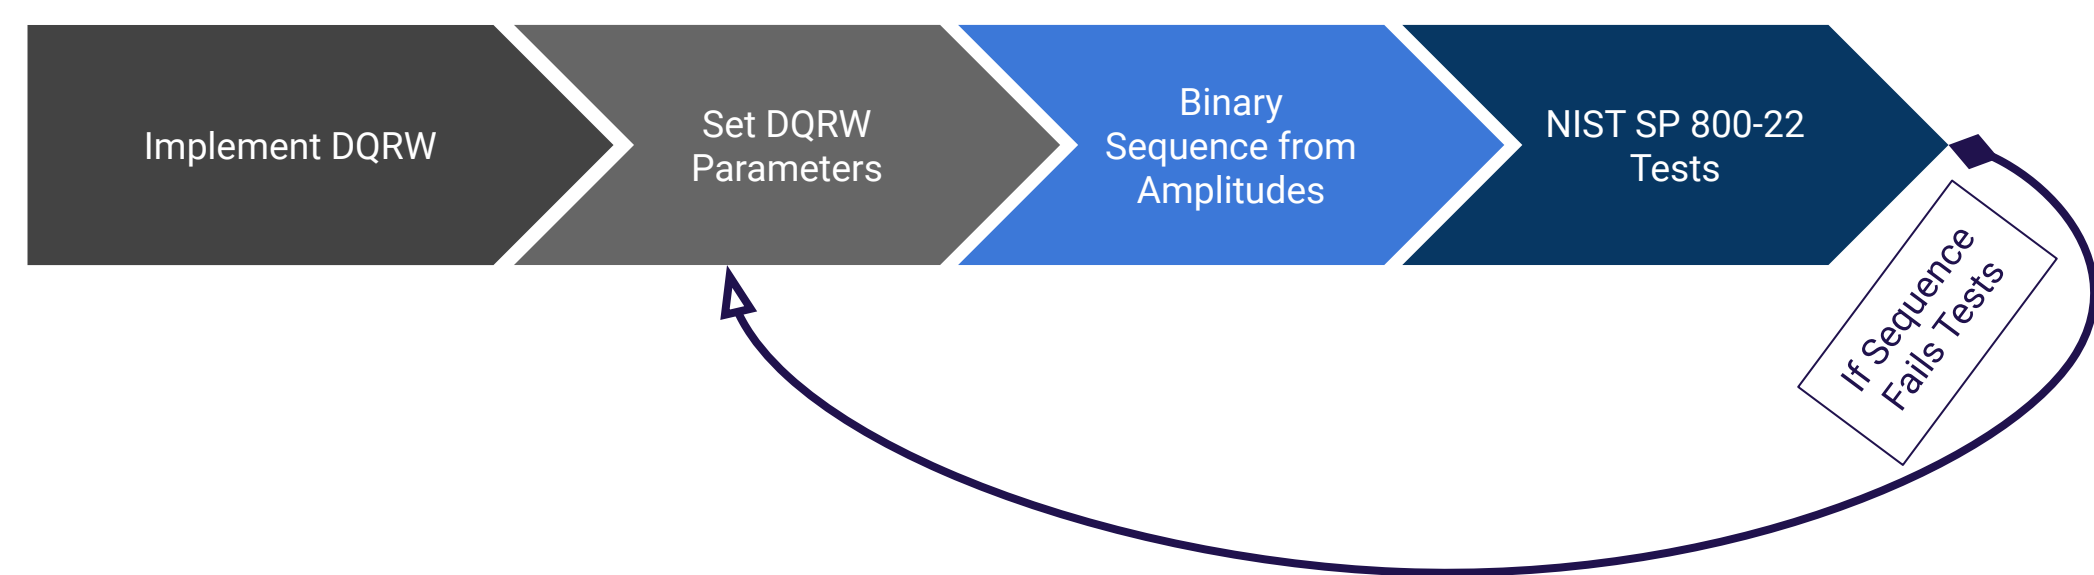 Implement DQRW
Set DQRW
Parameters
Binary
Sequence from
Amplitudes
NIST SP 800-22
Tests
If Sequence
Fails Tests